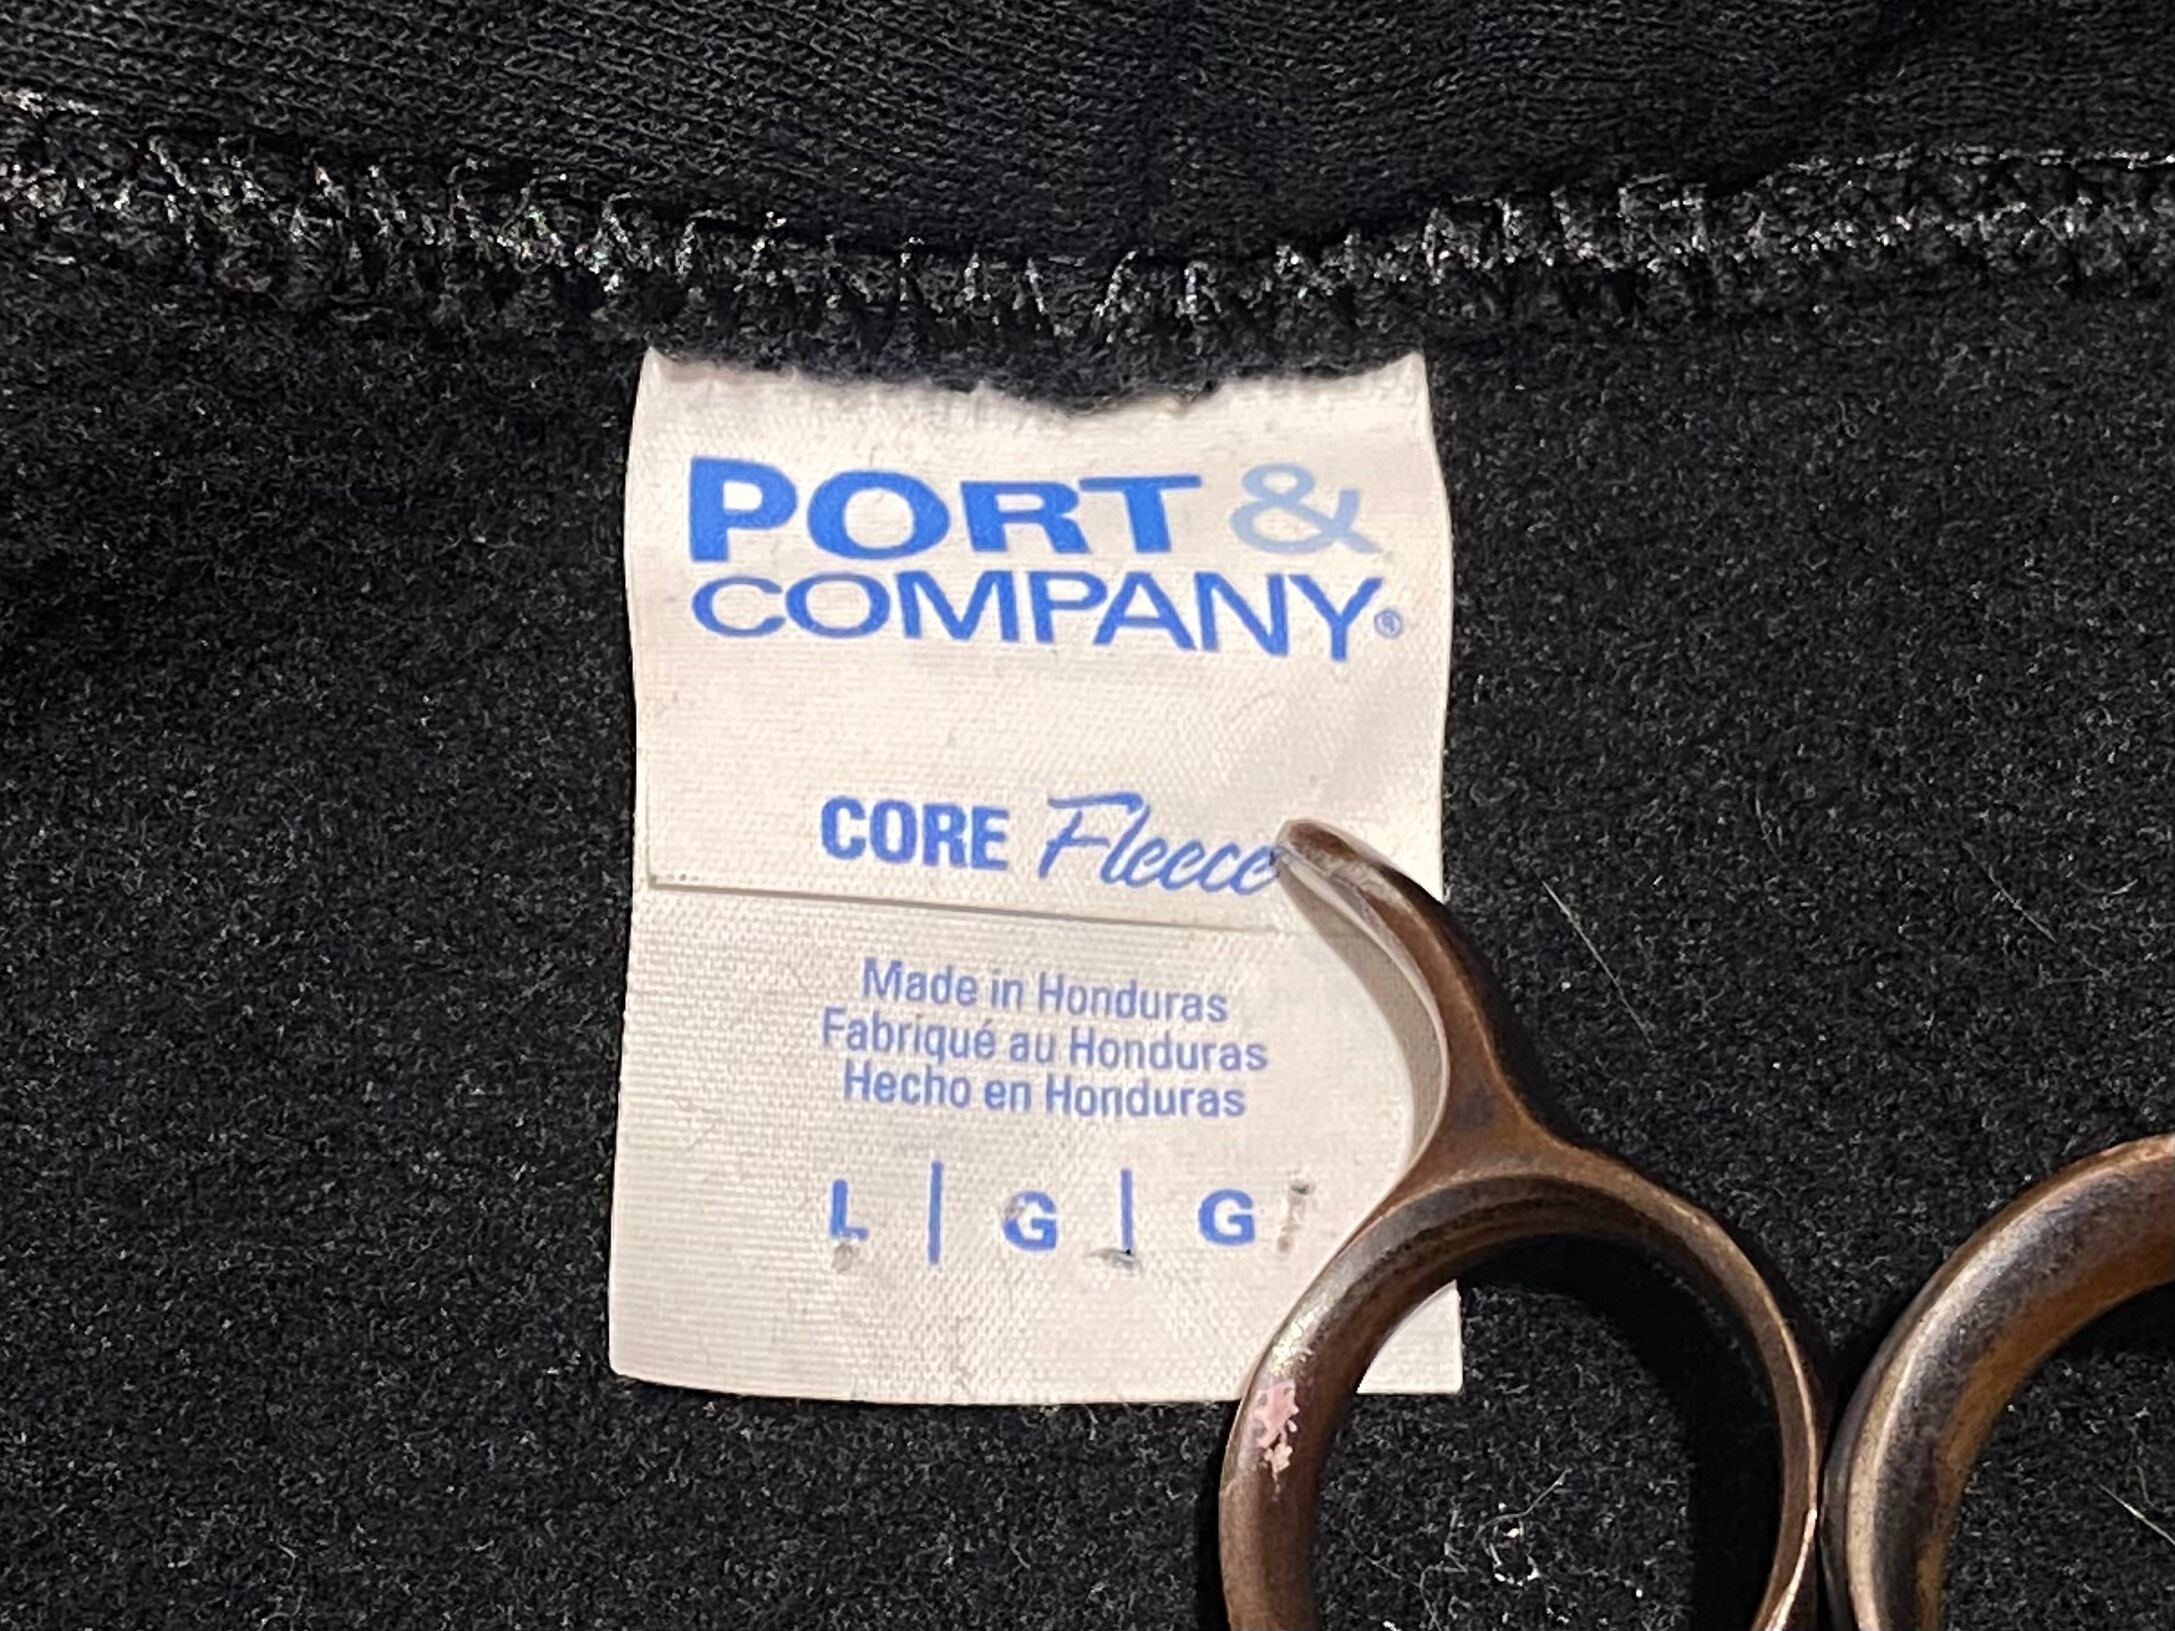 PORT &
COMPANY®
CORE Fleece
Made in Honduras
Fabriqué au Honduras
Hecho en Honduras
L | G | G